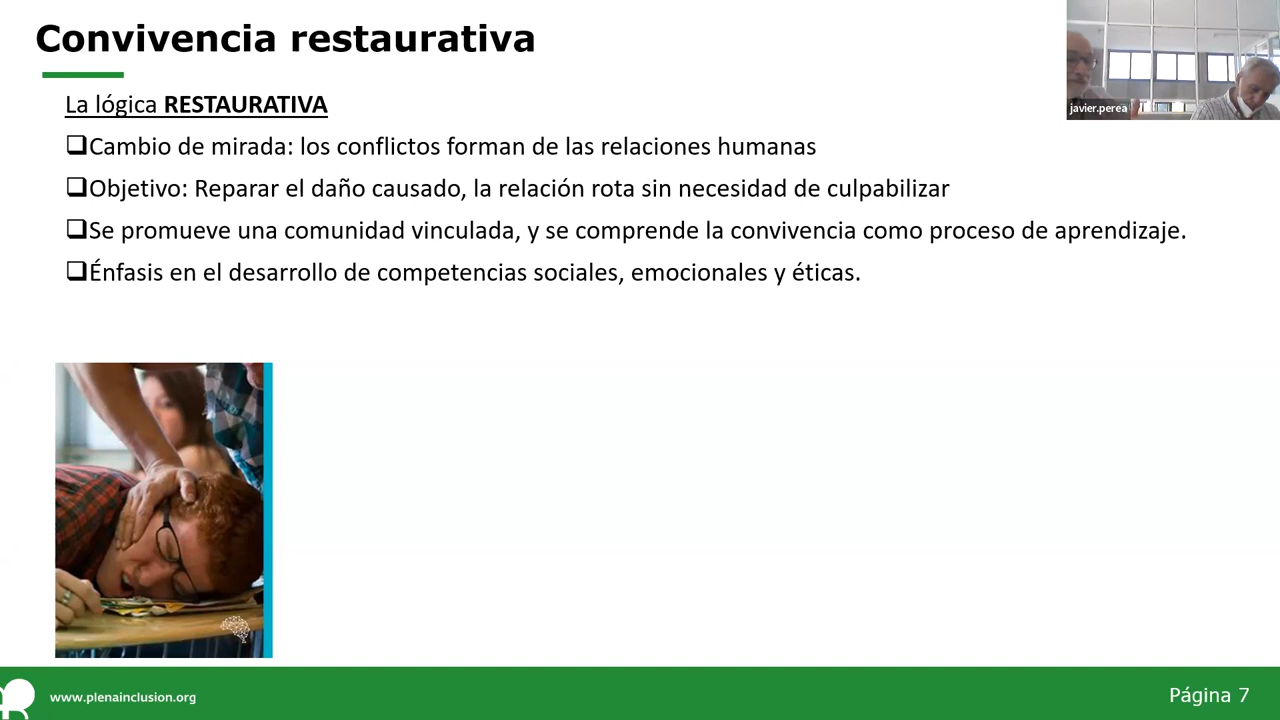 Convivencia restaurativa
javier.perea
La lógica RESTAURATIVA
❑Cambio de mirada: los conflictos forman de las relaciones humanas
❑Objetivo: Reparar el daño causado, la relación rota sin necesidad de culpabilizar
❑Se promueve una comunidad vinculada, y se comprende la convivencia como proceso de aprendizaje.
❑Énfasis en el desarrollo de competencias sociales, emocionales y éticas.
www.plenainclusion.org
Página 7